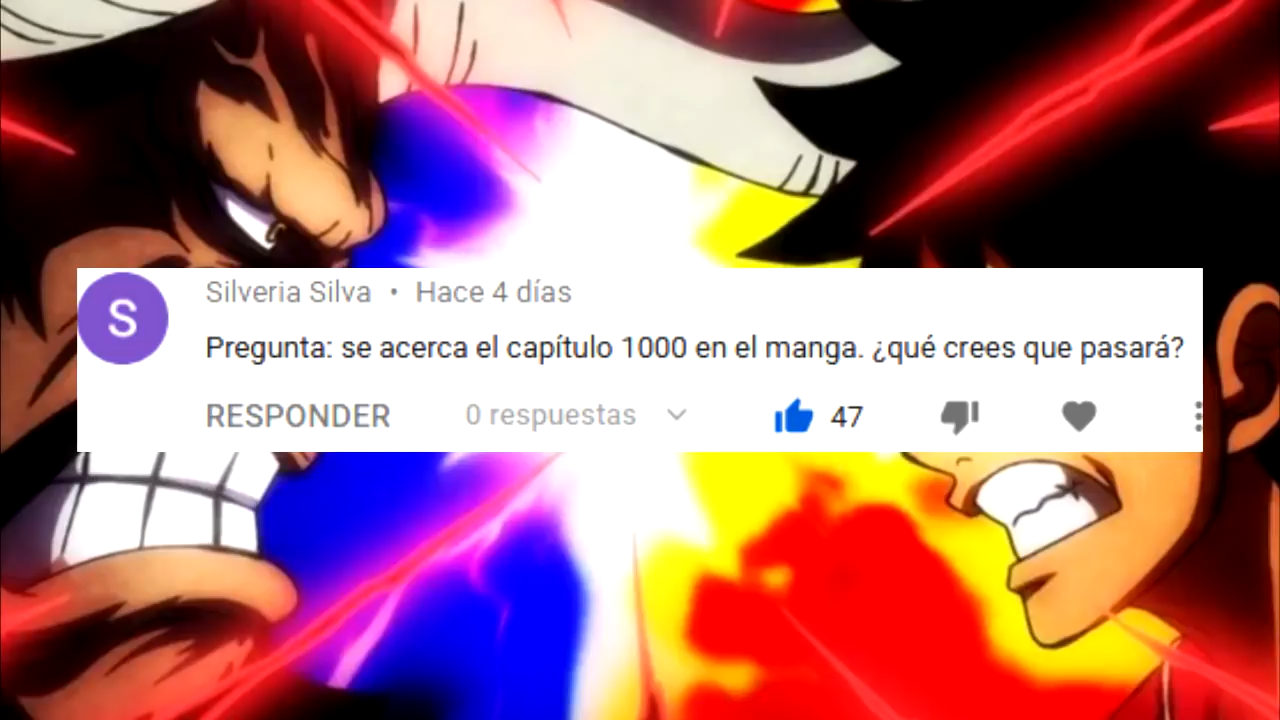 S
Silveria Silva • Hace 4 días
Pregunta: se acerca el capítulo 1000 en el manga. ¿qué crees que pasará?
RESPONDER 0 respuestas 47